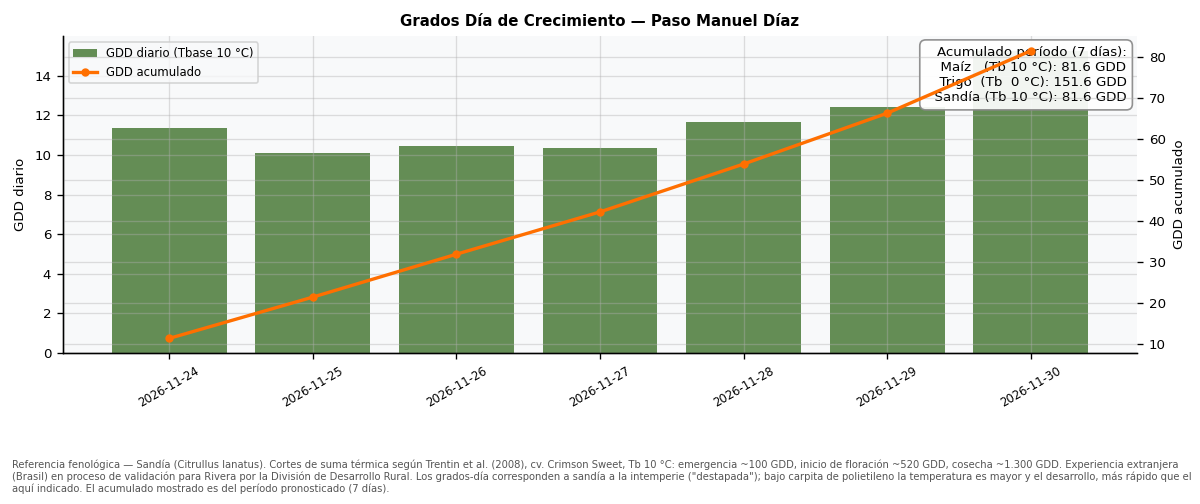 Grados Día de Crecimiento — Paso Manuel Díaz
GDD diario (Tbase 10 °C)
GDD acumulado
Acumulado período (7 días):
Maíz (Tb 10 °C): 81.6 GDD
Trigo (Tb 0 °C): 151.6 GDD
Sandía (Tb 10 °C): 81.6 GDD
GDD diario
14
12
10
8
6
4
2
0
80
70
60
50
40
30
20
10
GDD acumulado
2026-11-24
2026-11-25
2026-11-26
2026-11-27
2026-11-28
2026-11-29
2026-11-30
Referencia fenológica — Sandía (Citrullus lanatus). Cortes de suma térmica según Trentin et al. (2008), cv. Crimson Sweet, Tb 10 °C: emergencia ~100 GDD, inicio de floración ~520 GDD, cosecha ~1.300 GDD. Experiencia extranjera
(Brasil) en proceso de validación para Rivera por la División de Desarrollo Rural. Los grados-día corresponden a sandía a la intemperie ("destapada"); bajo carpita de polietileno la temperatura es mayor y el desarrollo, más rápido que el
aquí indicado. El acumulado mostrado es del período pronosticado (7 días).